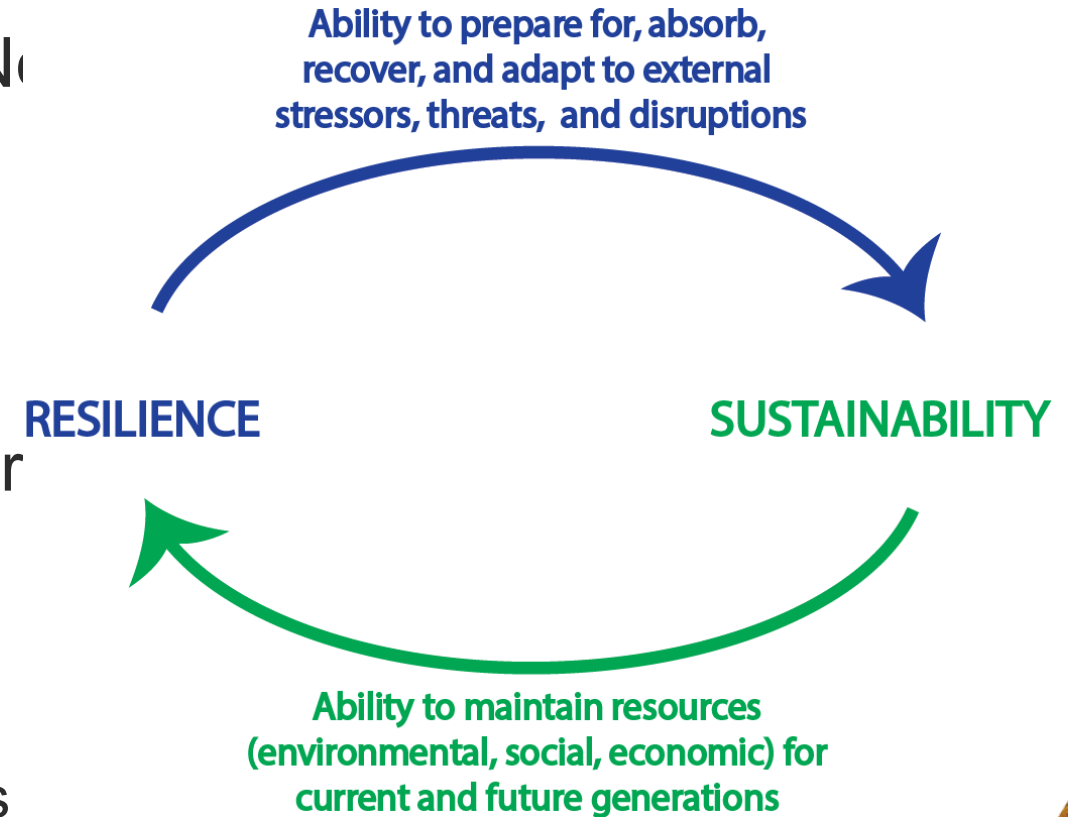 Ability to prepare for, absorb,
recover, and adapt to external
stressors, threats, and disruptions
RESILIENCE
SUSTAINABILITY
Ability to maintain resources
(environmental, social, economic) for
current and future generations